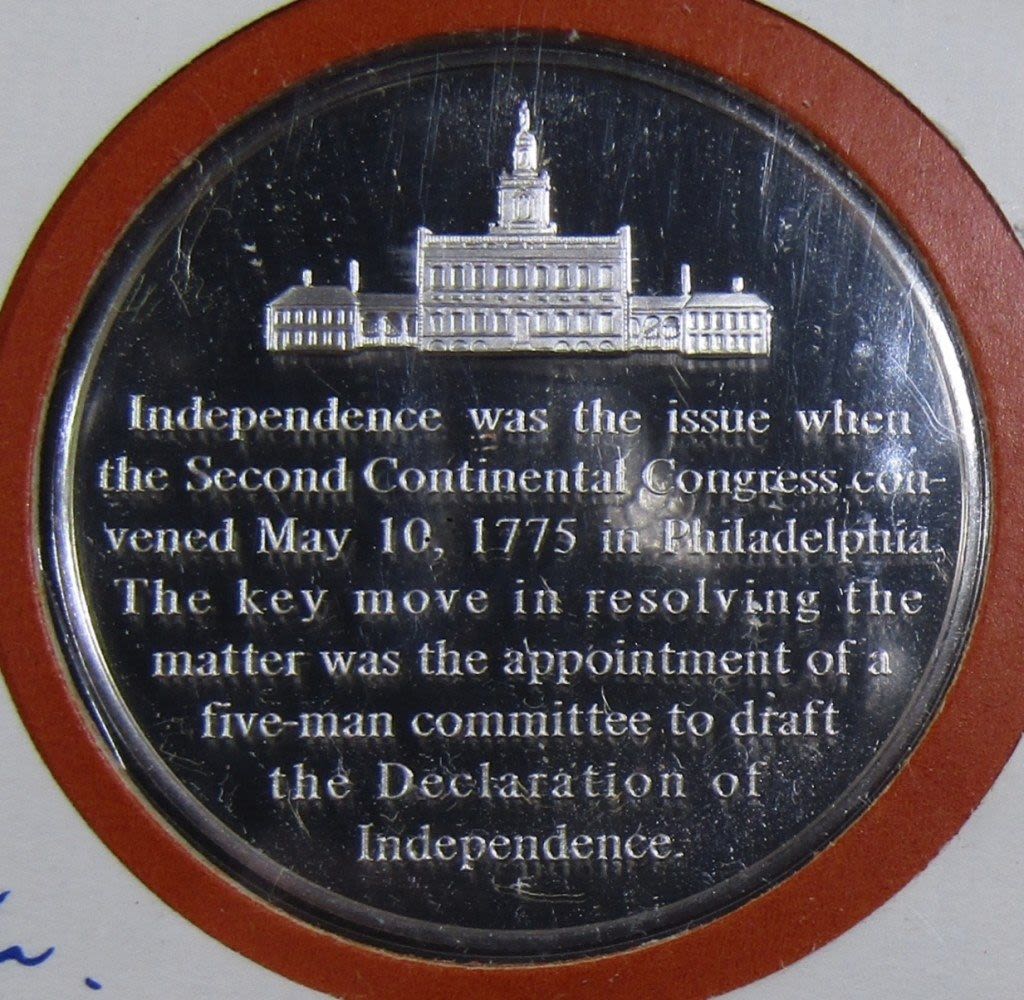 Independence was the issue when
the Second Continental Congress con-
vened May 10, 1775 in Philadelphia.
The key move in resolving the
matter was the appointment of a
five-man committee to draft
the Declaration of
Independence.